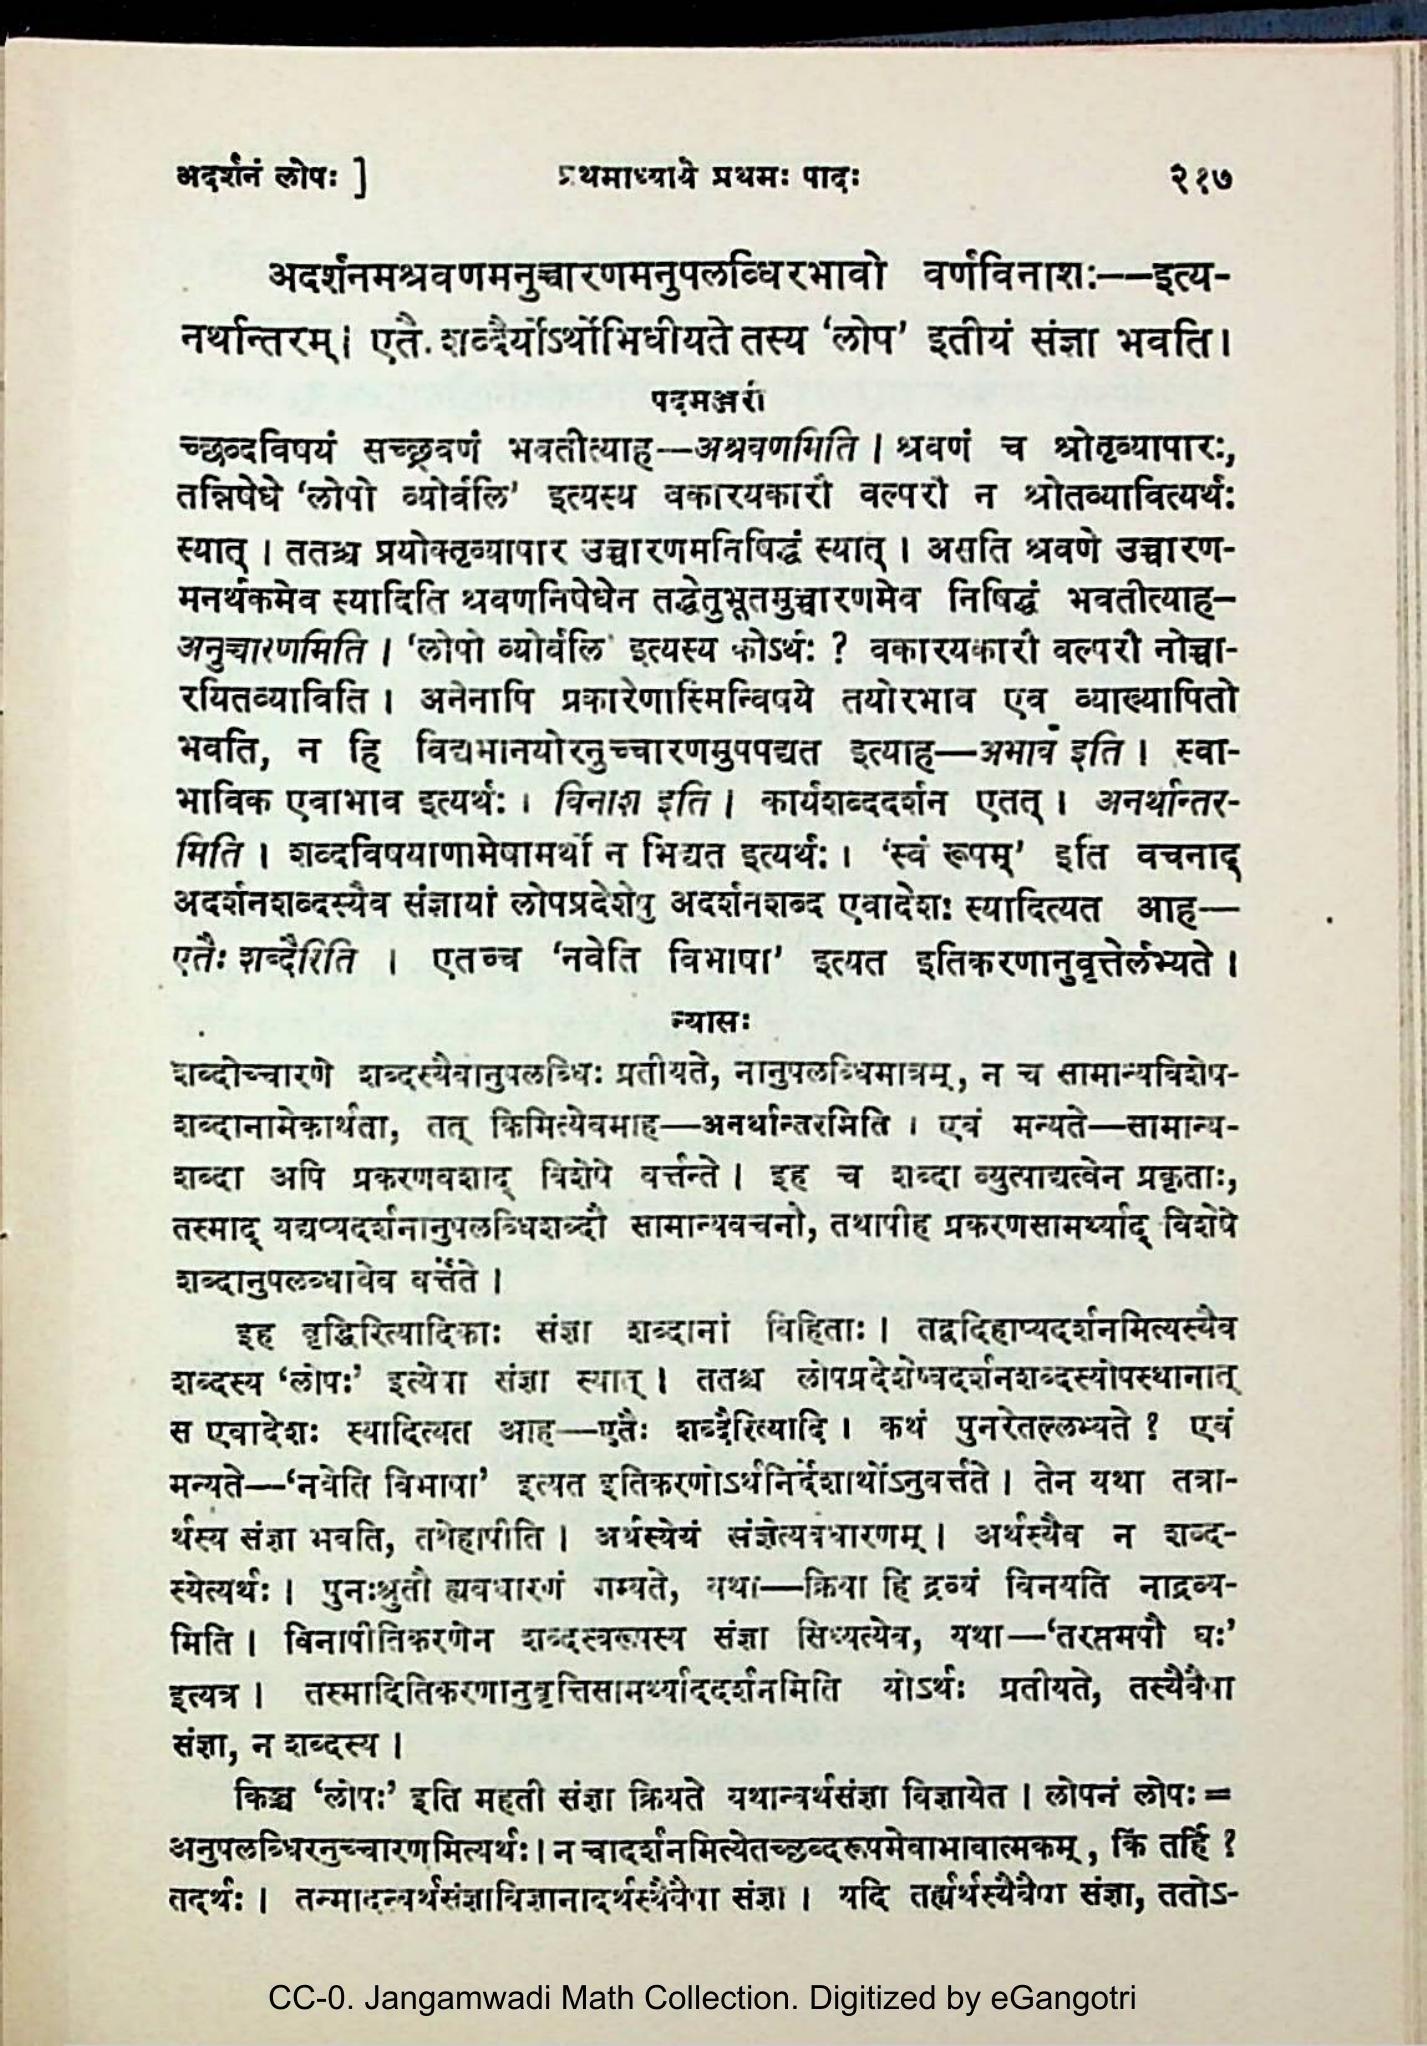 अदर्शनं लोपः ]
प्रथमाध्याये प्रथमः पादः
२१७
अदर्शनमश्रवणमनुच्चारणमनुपलब्धिरभावो वर्णविनाशः——इत्य-
नर्थान्तरम्। एतैः शब्दैर्योऽर्थोभिधीयते तस्य ‘लोप’ इतीयं संज्ञा भवति।
पदमञ्जरी
च्छब्दविषयं सच्छ्रवणं भवतीत्याह—अश्रवणमिति। श्रवणं च श्रोतृव्यापारः,
तन्निषेधे ‘लोपो व्योर्वलि’ इत्यस्य वकारयकारौ वल्परौ न श्रोतव्यावित्यर्थः
स्यात्। ततश्च प्रयोक्तृव्यापार उच्चारणमनिषिद्धं स्यात्। असति श्रवणे उच्चारण-
मनर्थकमेव स्यादिति श्रवणनिषेधेन तद्धेतुभूतमुच्चारणमेव निषिद्धं भवतीत्याह–
अनुच्चारणमिति। ‘लोपो व्योर्वलि’ इत्यस्य कोऽर्थः ? वकारयकारौ वल्परौ नोच्चा-
रयितव्याविति। अनेनापि प्रकारेणास्मिन्विषये तयोरभाव एव व्याख्यापितो
भवति, न हि विद्यमानयोरनुच्चारणमुपपद्यत इत्याह—अभाव इति। स्वा-
भाविक एवाभाव इत्यर्थः। विनाश इति। कार्यशब्ददर्शन एतत्। अनर्थान्तर-
मिति। शब्दविषयाणामेषामर्थो न भिद्यत इत्यर्थः। ‘स्वं रूपम्’ इति वचनाद्
अदर्शनशब्दस्यैव संज्ञायां लोपप्रदेशेषु अदर्शनशब्द एवादेशः स्यादित्यत आह—
एतैः शब्दैरिति। एतच्च ‘नवेति विभाषा’ इत्यत इतिकरणानुवृत्तेर्लभ्यते।
न्यासः
शब्दोच्चारणे शब्दस्यैवानुपलब्धिः प्रतीयते, नानुपलब्धिमात्रम्, न च सामान्यविशेष-
शब्दानामेकार्थता, तत् किमित्येवमाह—अनर्थान्तरमिति। एवं मन्यते—सामान्य-
शब्दा अपि प्रकरणवशाद् विशेषे वर्त्तन्ते। इह च शब्दा व्युत्पाद्यत्वेन प्रकृताः,
तस्माद् यद्यप्यदर्शनानुपलब्धिशब्दौ सामान्यवचनौ, तथापीह प्रकरणसामर्थ्याद् विशेषे
शब्दानुपलब्धावेव वर्त्तेते।
इह वृद्धिरित्यादिकाः संज्ञा शब्दानां विहिताः। तद्वदिहाप्यदर्शनमित्यस्यैव
शब्दस्य ‘लोपः’ इत्येषा संज्ञा स्यात्। ततश्च लोपप्रदेशेष्वदर्शनशब्दस्योपस्थानात्
स एवादेशः स्यादित्यत आह—एतैः शब्दैरित्यादि। कथं पुनरेतल्लभ्यते ? एवं
मन्यते—‘नवेति विभाषा’ इत्यत इतिकरणोऽर्थनिर्देशार्थोऽनुवर्त्तते। तेन यथा तत्रा-
र्थस्य संज्ञा भवति, तथेहापीति। अर्थस्येयं संज्ञेत्यवधारणम्। अर्थस्यैव न शब्द-
स्येत्यर्थः। पुनःश्रुतौ ह्यवधारणं गम्यते, यथा—क्रिया हि द्रव्यं विनयति नाद्रव्य-
मिति। विनापीतिकरणेन शब्दस्वरूपस्य संज्ञा सिध्यत्येव, यथा—‘तरप्तमपौ घः’
इत्यत्र। तस्मादितिकरणानुवृत्तिसामर्थ्याददर्शनमिति योऽर्थः प्रतीयते, तस्यैवैषा
संज्ञा, न शब्दस्य।
किञ्च ‘लोपः’ इति महती संज्ञा क्रियते यथान्वर्थसंज्ञा विज्ञायेत। लोपनं लोपः =
अनुपलब्धिरनुच्चारणमित्यर्थः। न चादर्शनमित्येतच्छब्दरूपमेवाभावात्मकम्, किं तर्हि ?
तदर्थः। तस्मादन्वर्थसंज्ञाविज्ञानादर्थस्यैवैषा संज्ञा। यदि तर्ह्यर्थस्यैवैषा संज्ञा, ततोऽ-
CC-0. Jangamwadi Math Collection. Digitized by eGangotri